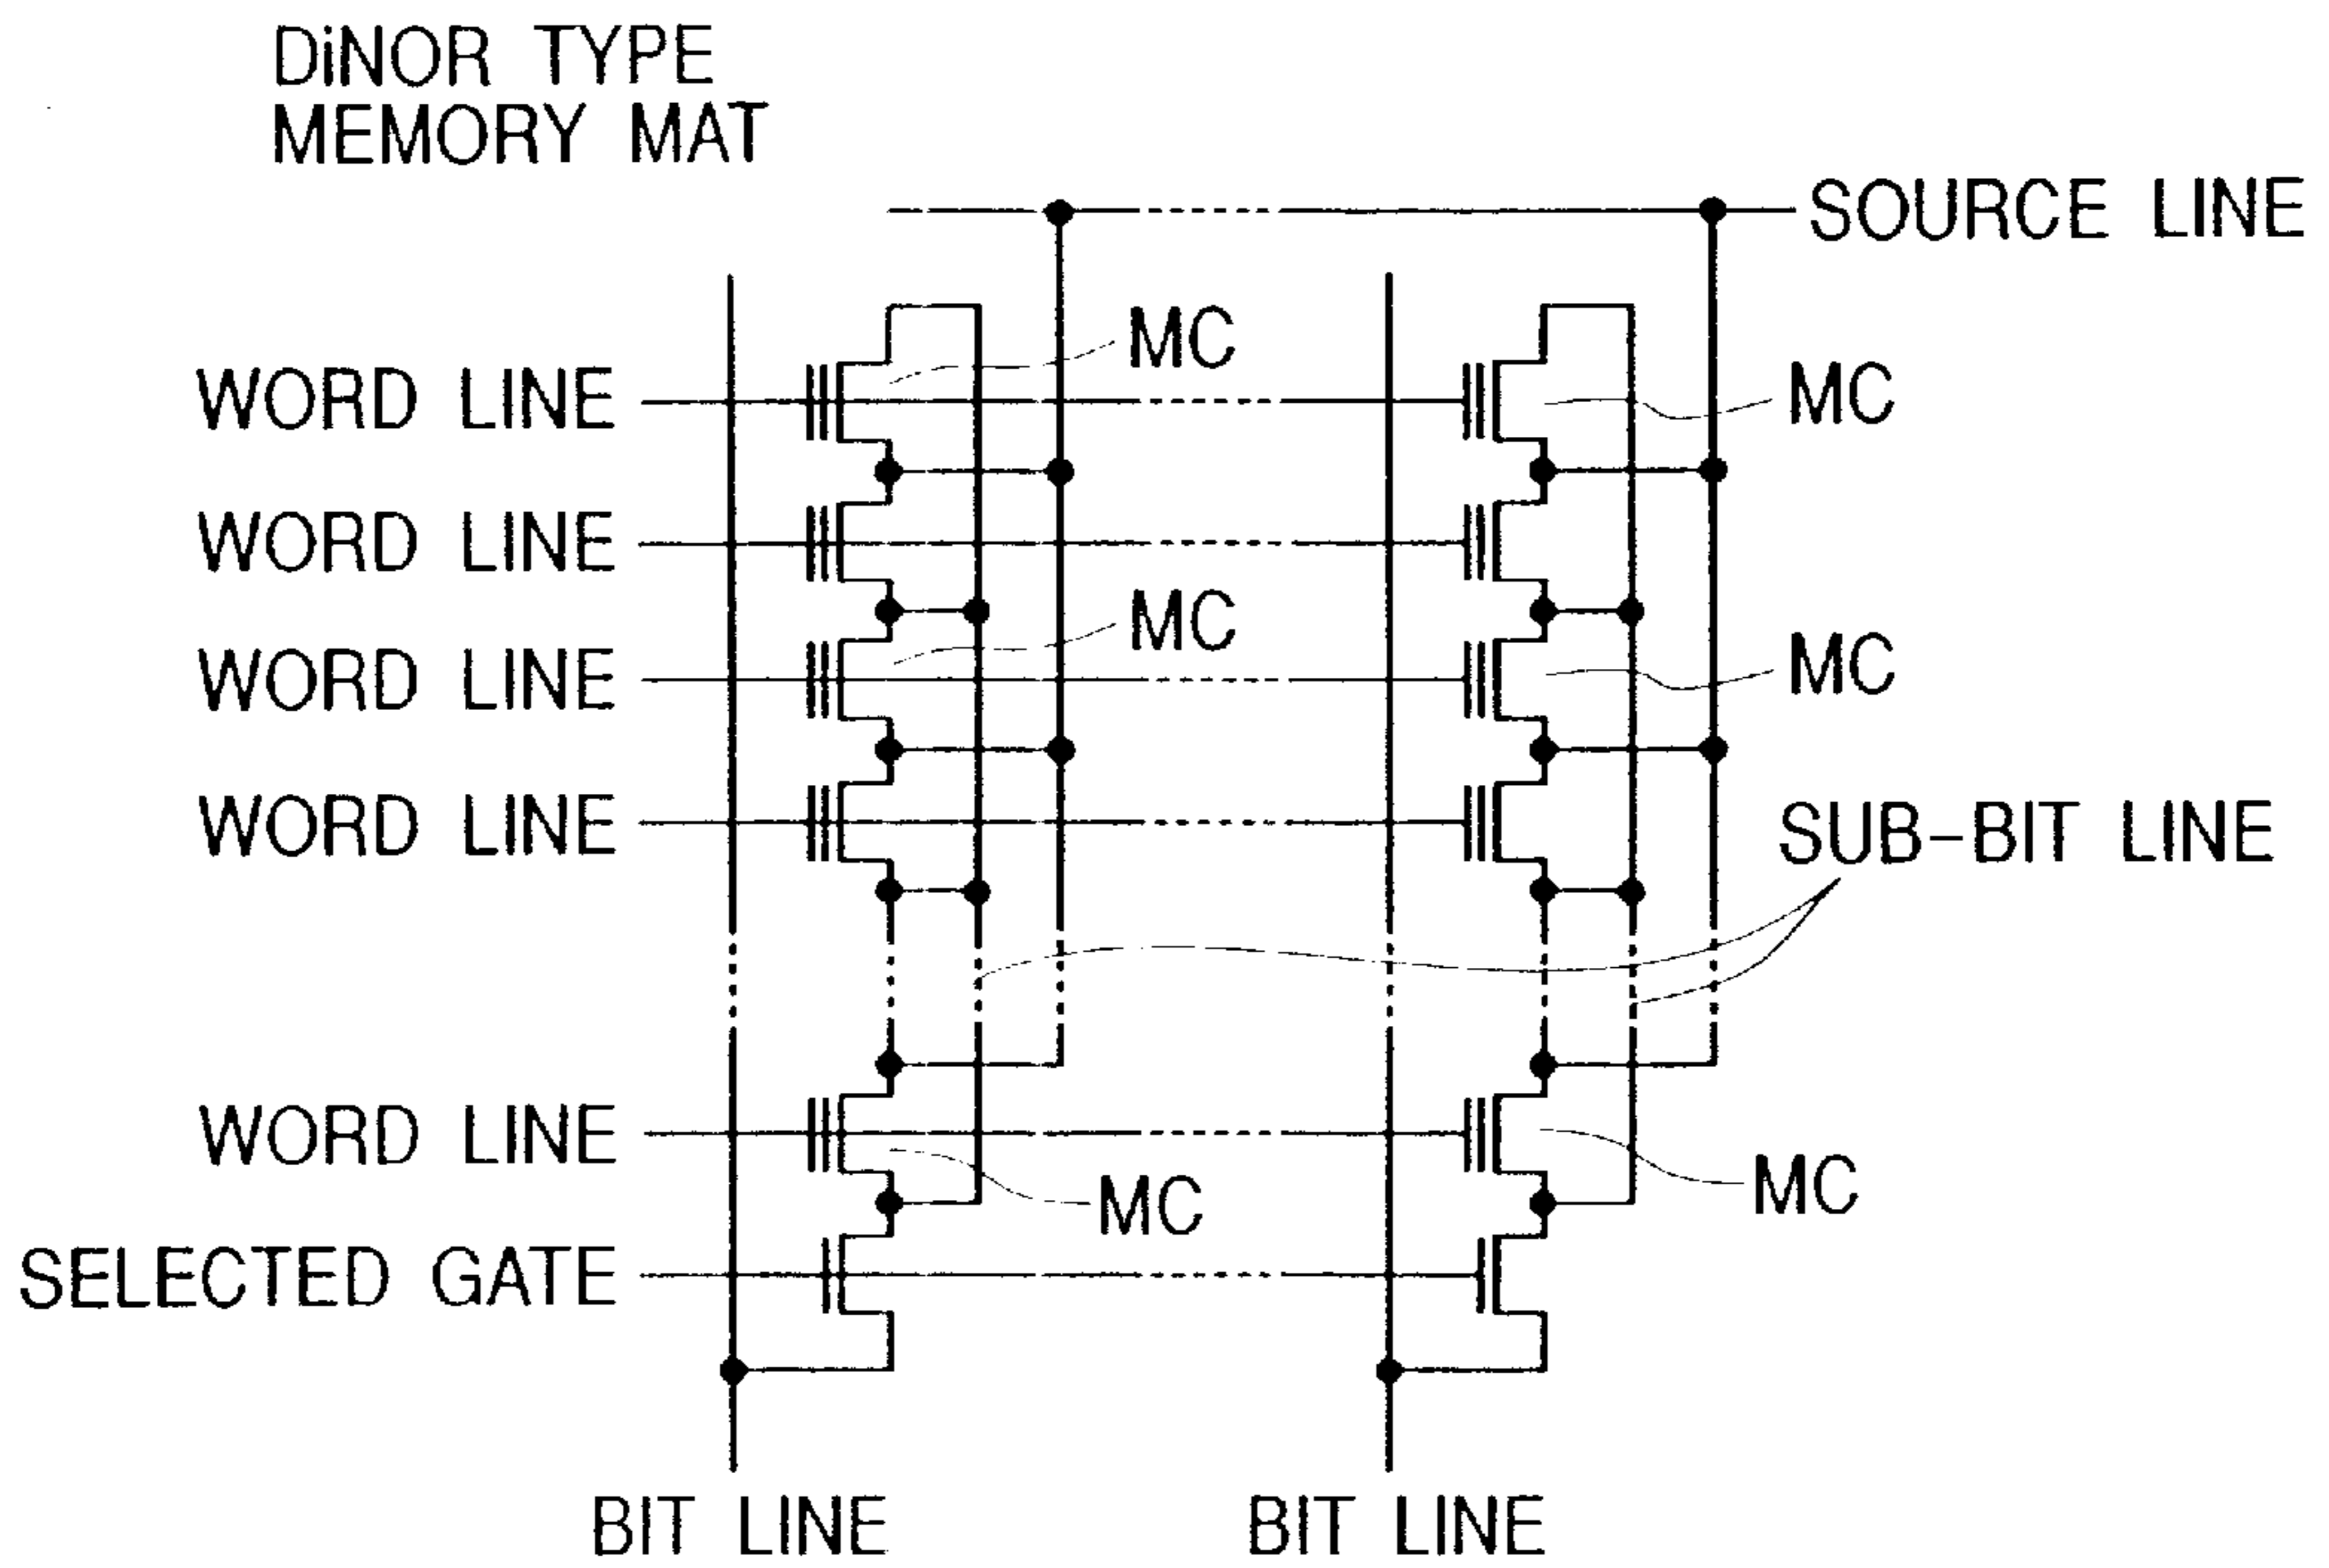 DiNOR TYPE
MEMORY MAT
SOURCE LINE
MC
WORD LINE
MC
WORD LINE
MC
WORD LINE
MC
WORD LINE
SUB-BIT LINE
WORD LINE
MC
MC
SELECTED GATE
BIT LINE
BIT LINE